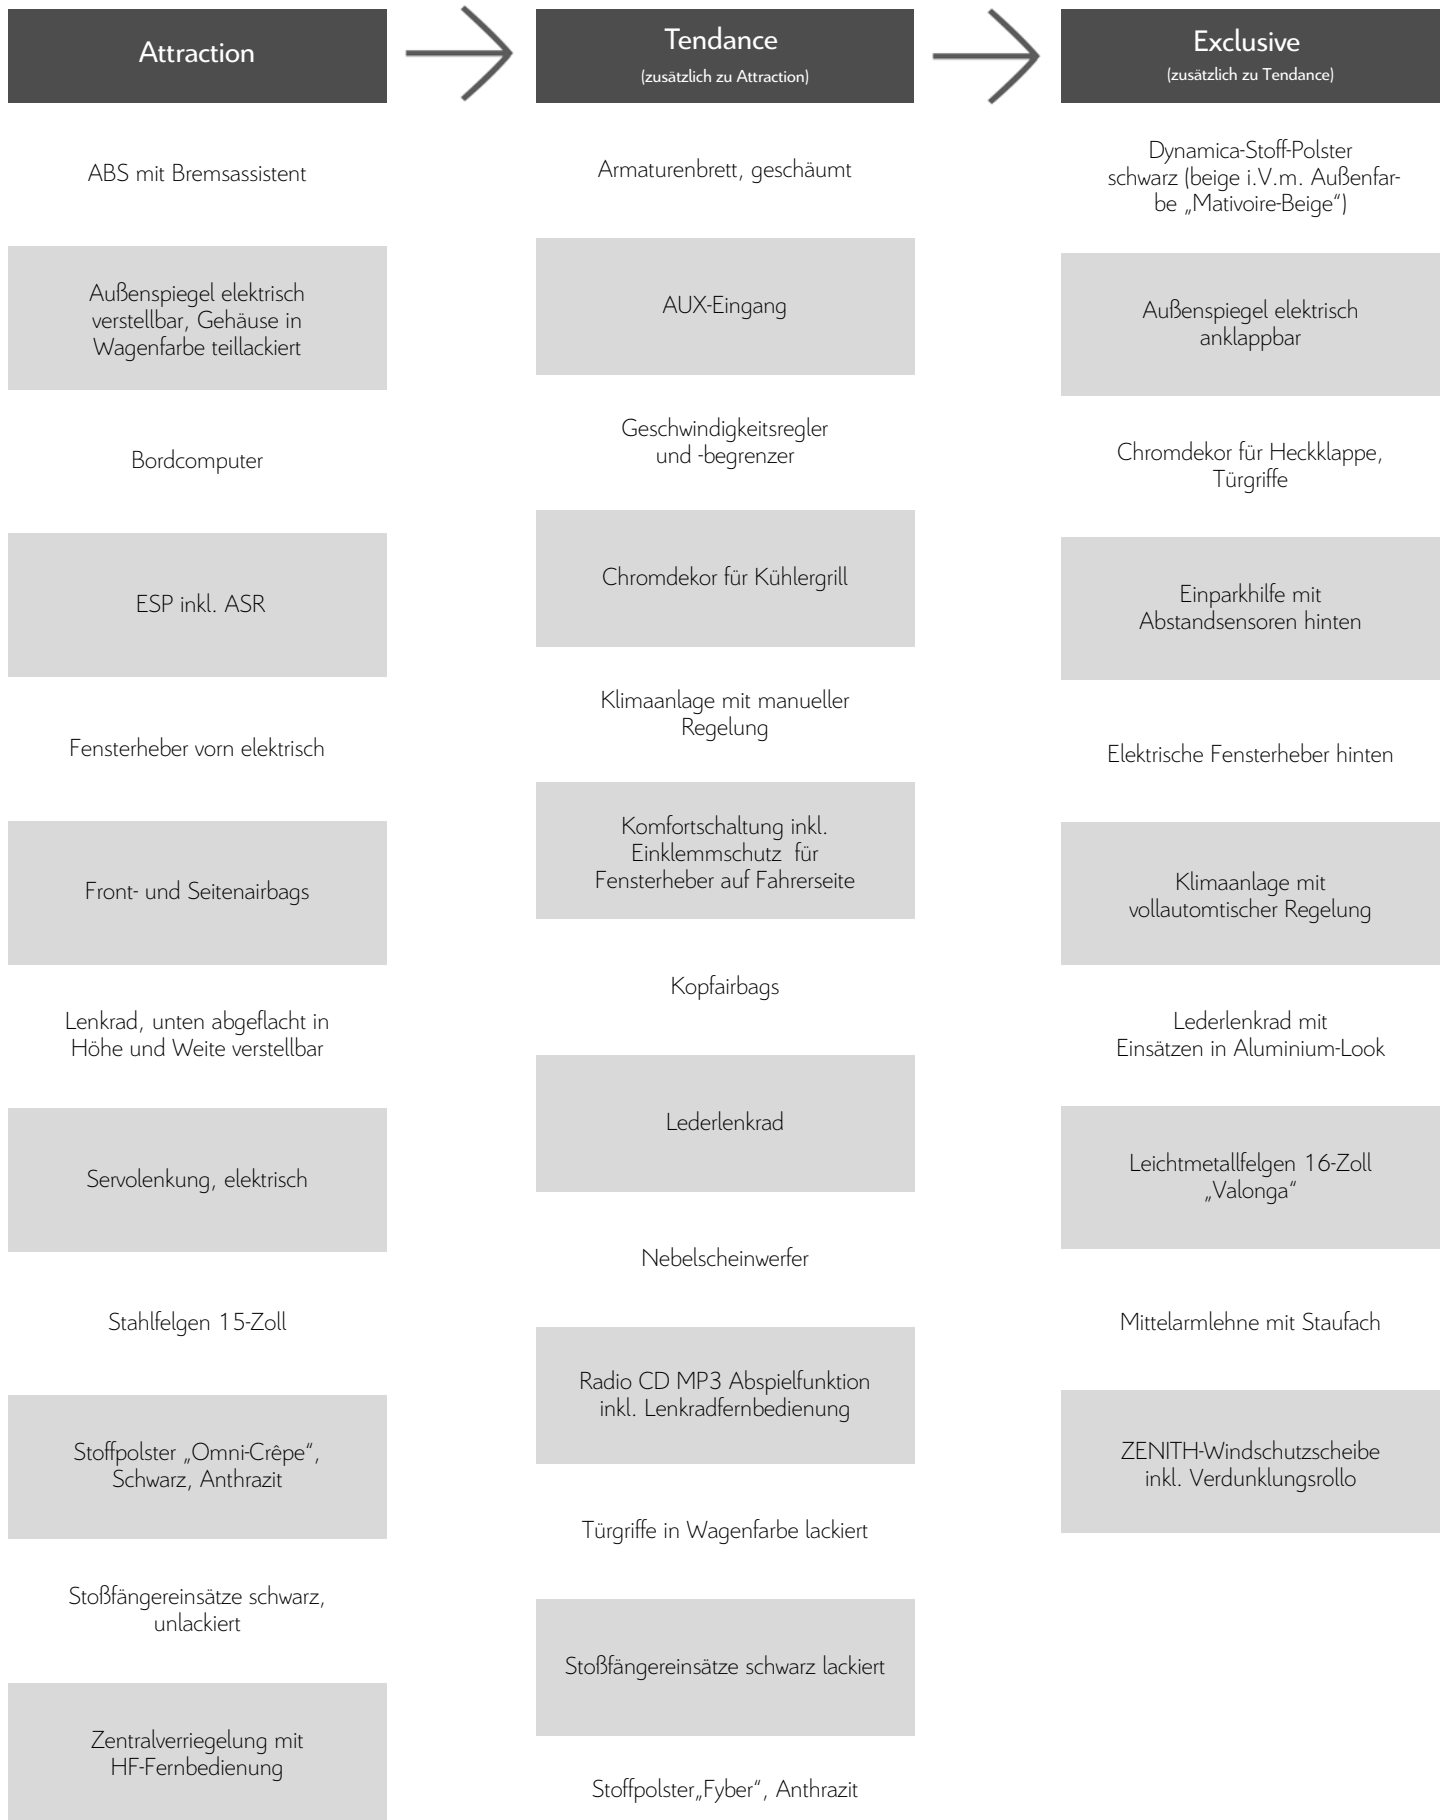 Attraction
ABS mit Bremsassistent
Außenspiegel elektrisch
verstellbar, Gehäuse in
Wagenfarbe teillackiert
Bordcomputer
ESP inkl. ASR
Fensterheber vorn elektrisch
Front- und Seitenairbags
Lenkrad, unten abgeflacht in
Höhe und Weite verstellbar
Servolenkung, elektrisch
Stahlfelgen 15-Zoll
Stoffpolster „Omni-Crêpe“,
Schwarz, Anthrazit
Stoßfängereinsätze schwarz,
unlackiert
Zentralverriegelung mit
HF-Fernbedienung
Tendance
(zusätzlich zu Attraction)
Armaturenbrett, geschäumt
AUX-Eingang
Geschwindigkeitsregler
und -begrenzer
Chromdekor für Kühlergrill
Klimaanlage mit manueller
Regelung
Komfortschaltung inkl.
Einklemmschutz für
Fensterheber auf Fahrerseite
Kopfairbags
Lederlenkrad
Nebelscheinwerfer
Radio CD MP3 Abspielfunktion
inkl. Lenkradfernbedienung
Türgriffe in Wagenfarbe lackiert
Stoßfängereinsätze schwarz lackiert
Stoffpolster„Fyber“, Anthrazit
Exclusive
(zusätzlich zu Tendance)
Dynamica-Stoff-Polster
schwarz (beige i.V.m. Außenfar-
be „Mativoire-Beige“)
Außenspiegel elektrisch
anklappbar
Chromdekor für Heckklappe,
Türgriffe
Einparkhilfe mit
Abstandsensoren hinten
Elektrische Fensterheber hinten
Klimaanlage mit
vollautomtischer Regelung
Lederlenkrad mit
Einsätzen in Aluminium-Look
Leichtmetallfelgen 16-Zoll
„Valonga“
Mittelarmlehne mit Staufach
ZENITH-Windschutzscheibe
inkl. Verdunklungsrollo